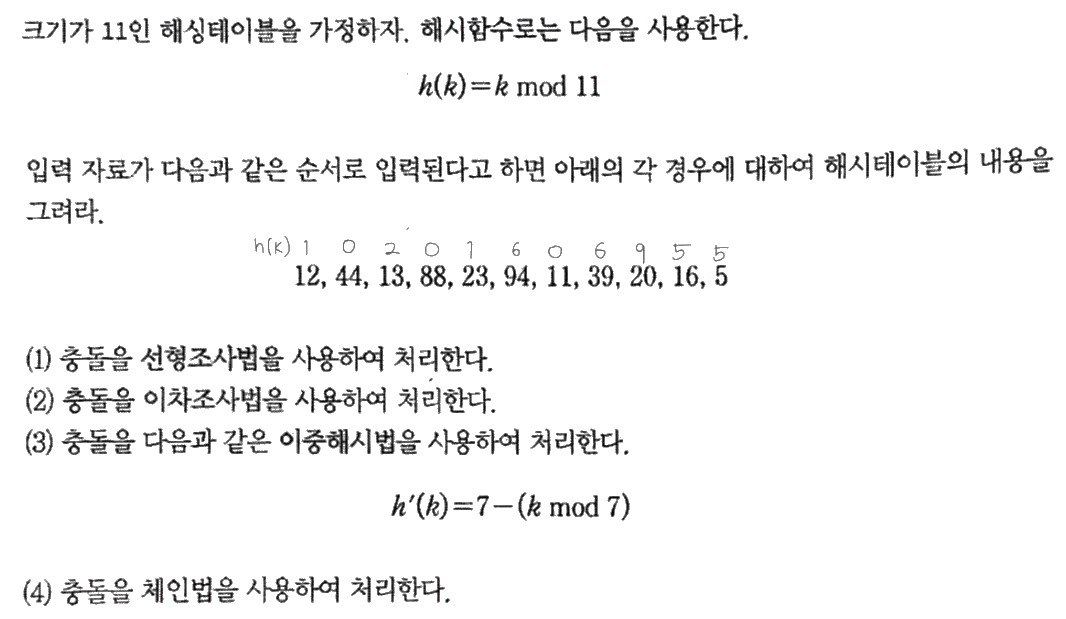 크기가 11인 해싱테이블을 가정하자. 해시함수로는 다음을 사용한다.
h(k)=k mod 11
입력 자료가 다음과 같은 순서로 입력된다고 하면 아래의 각 경우에 대하여 해시테이블의 내용을
그려라.
h(k) 1 0 2 0 1 6 0 6 9 5 5
12, 44, 13, 88, 23, 94, 11, 39, 20, 16, 5
(1) 충돌을 선형조사법을 사용하여 처리한다.
(2) 충돌을 이차조사법을 사용하여 처리한다.
(3) 충돌을 다음과 같은 이중해시법을 사용하여 처리한다.
h′(k)=7−(k mod 7)
(4) 충돌을 체인법을 사용하여 처리한다.